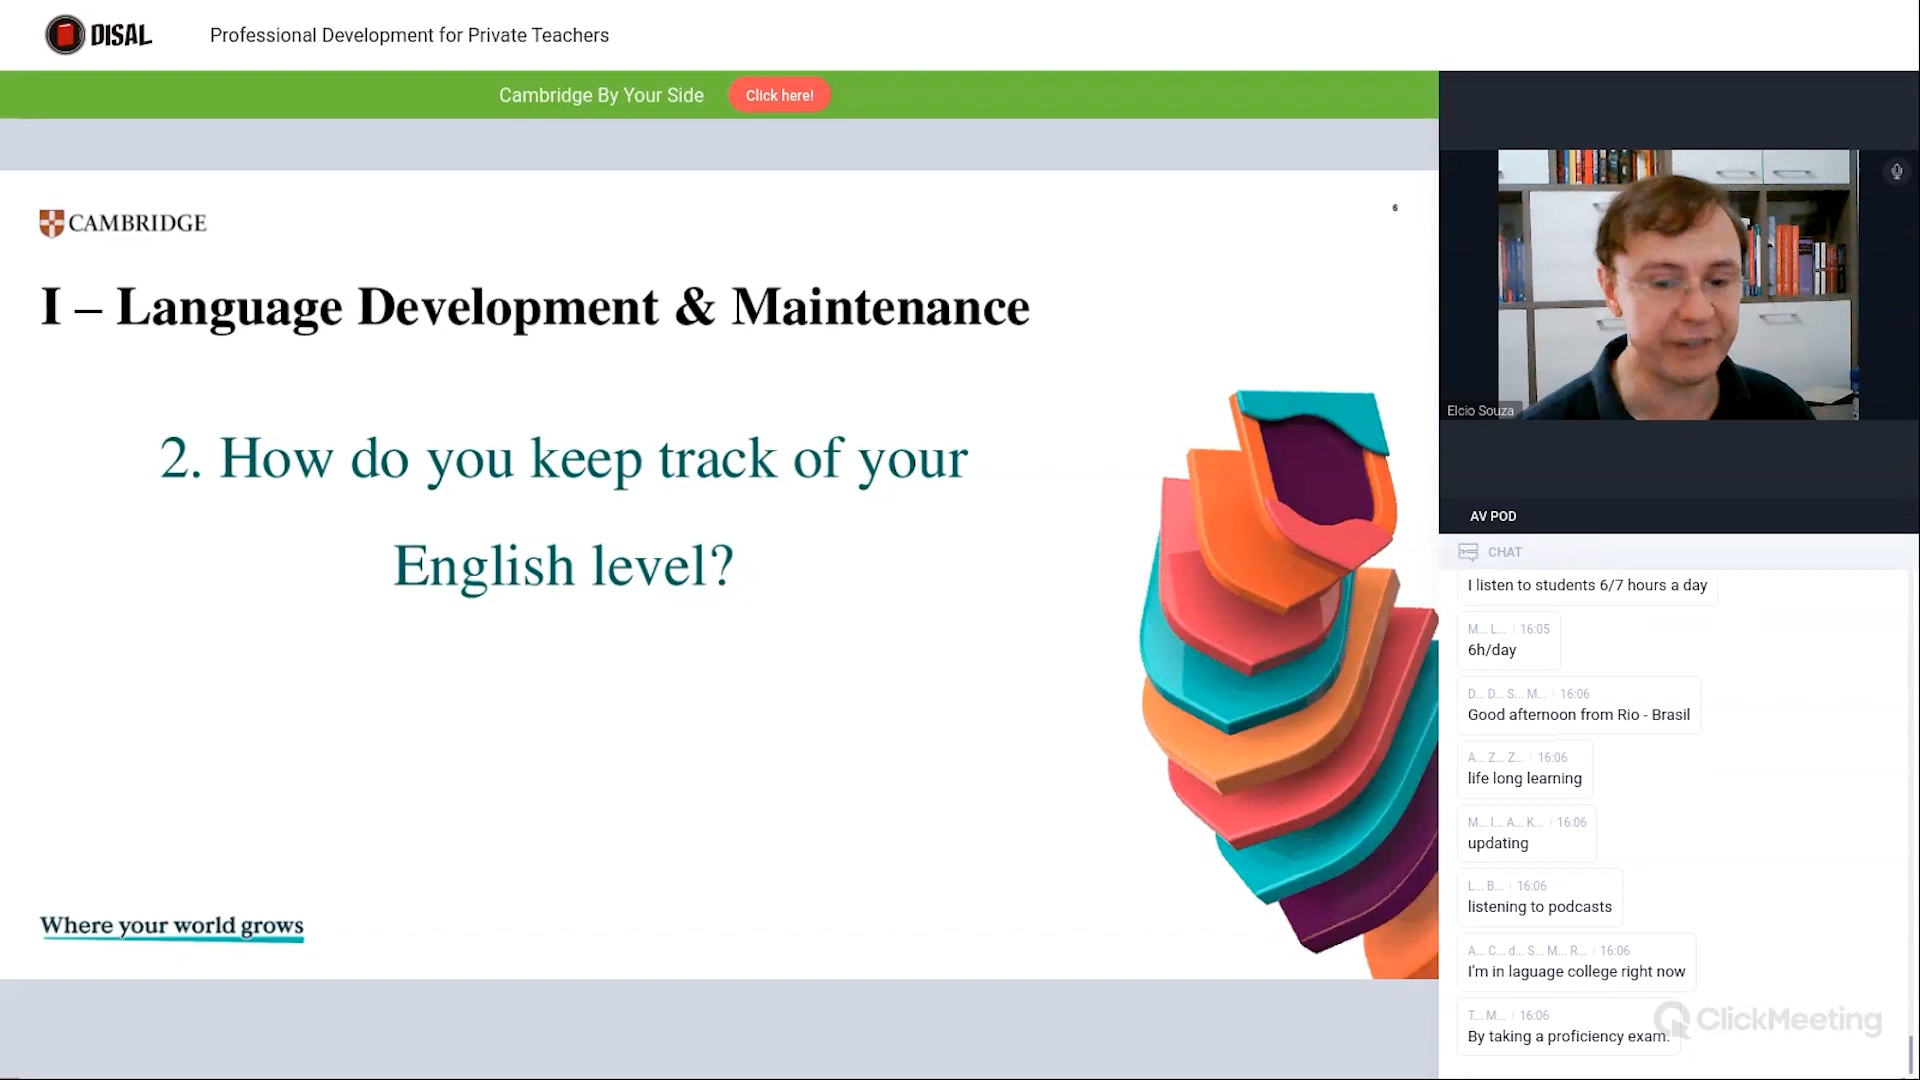 DISAL
Professional Development for Private Teachers
Cambridge By Your Side
Click here!
CAMBRIDGE
6
I – Language Development & Maintenance
2. How do you keep track of your
English level?
Where your world grows
Elcio Souza
AV POD
CHAT
I listen to students 6/7 hours a day
M... L... 16:05
6h/day
D... D... S... M... 16:06
Good afternoon from Rio - Brasil
A... Z... Z... 16:06
life long learning
M... I... A... K... 16:06
updating
L... B... 16:06
listening to podcasts
A... C... d... S... M... R... 16:06
I'm in laguage college right now
T... M... 16:06
By taking a proficiency exam.
ClickMeeting